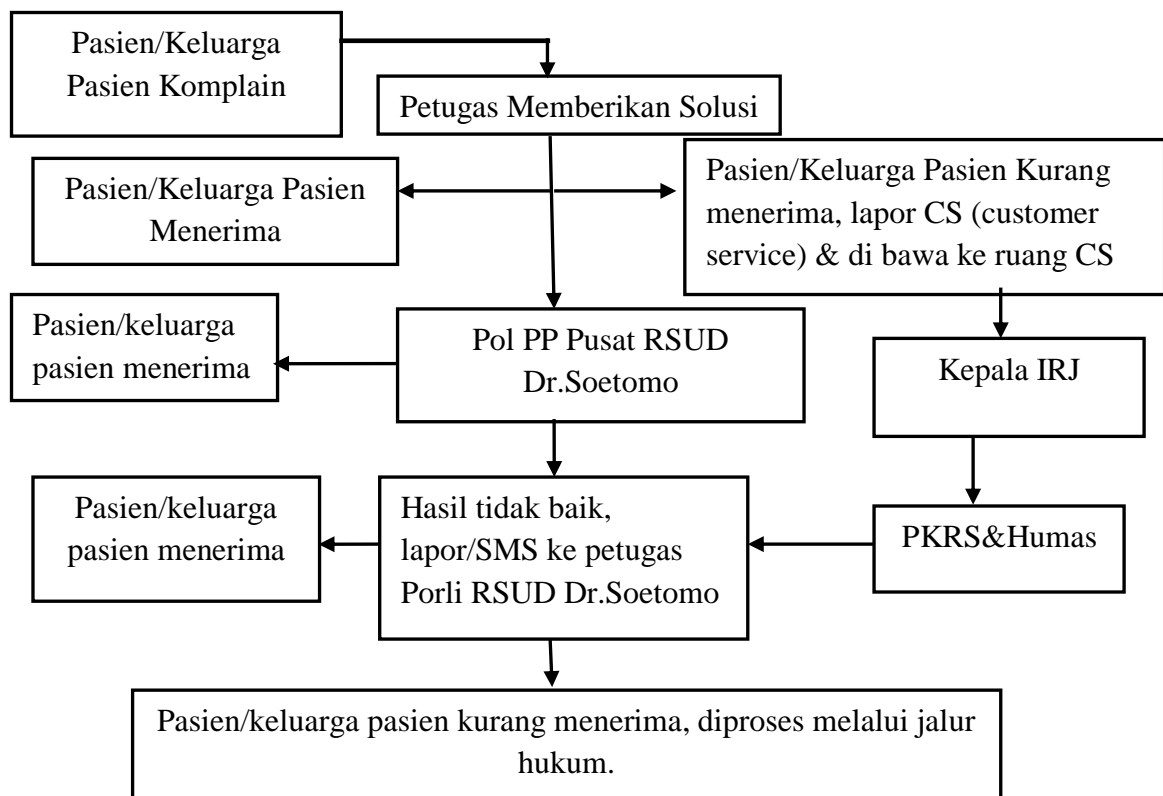 Pasien/Keluarga
Pasien Komplain
Petugas Memberikan Solusi
Pasien/Keluarga Pasien
Menerima
Pasien/Keluarga Pasien Kurang
menerima, lapor CS (customer
service) & di bawa ke ruang CS
Pasien/keluarga
pasien menerima
Pol PP Pusat RSUD
Dr.Soetomo
Kepala IRJ
Pasien/keluarga
pasien menerima
Hasil tidak baik,
lapor/SMS ke petugas
Porli RSUD Dr.Soetomo
PKRS&Humas
Pasien/keluarga pasien kurang menerima, diproses melalui jalur
hukum.